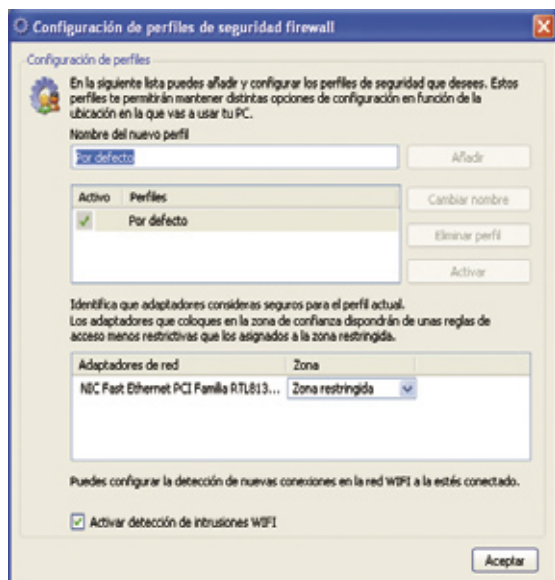 Configuración de perfiles de seguridad firewall
Configuración de perfiles
En la siguiente lista puedes añadir y configurar los perfiles de seguridad que desees. Estos
perfiles te permitirán mantener distintas opciones de configuración en función de la
ubicación en la que vas a usar tu PC.
Nombre del nuevo perfil
Por defecto
Añadir
Activo Perfiles
Cambiar nombre
Por defecto
Eliminar perfil
Activar
Identifica que adaptadores consideras seguros para el perfil actual.
Los adaptadores que coloques en la zona de confianza dispondrán de unas reglas de
acceso menos restrictivas que los asignados a la zona restringida.
Adaptadores de red Zona
NIC Fast Ethernet PCI Familia RTL813... Zona restringida
Puedes configurar la detección de nuevas conexiones en la red WIFI a la estés conectado.
Activar detección de intrusiones WIFI
Aceptar